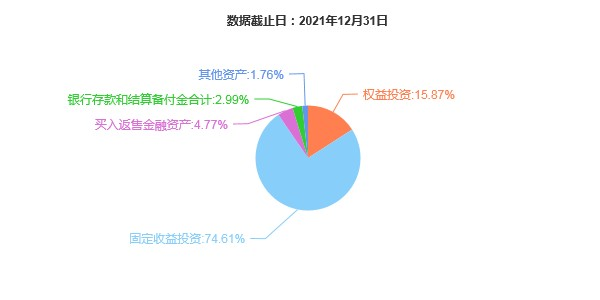 数据截止日：2021年12月31日
其他资产:1.76%
权益投资:15.87%
银行存款和结算备付金合计:2.99%
买入返售金融资产:4.77%
固定收益投资:74.61%